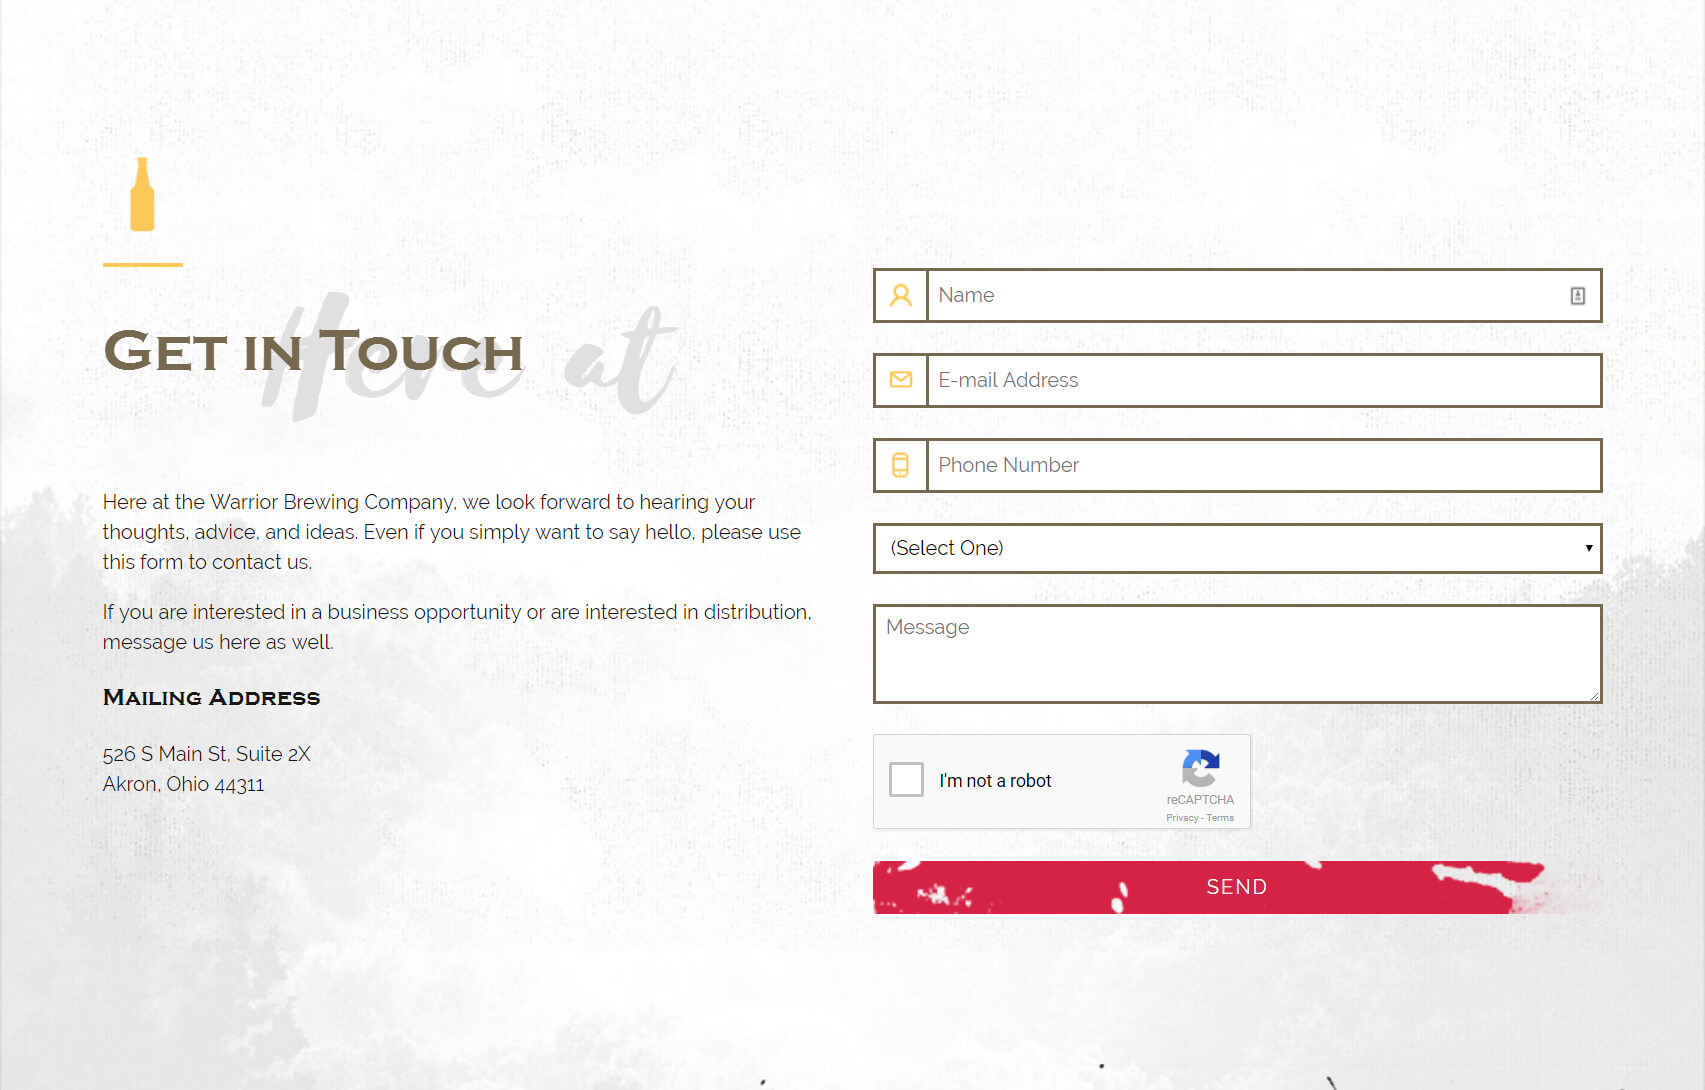 Here at
Get in Touch
Here at the Warrior Brewing Company, we look forward to hearing your
thoughts, advice, and ideas. Even if you simply want to say hello, please use
this form to contact us.
If you are interested in a business opportunity or are interested in distribution,
message us here as well.
Mailing Address
526 S Main St, Suite 2X
Akron, Ohio 44311
Name
E-mail Address
Phone Number
(Select One)
Message
I'm not a robot
reCAPTCHA
Privacy - Terms
SEND